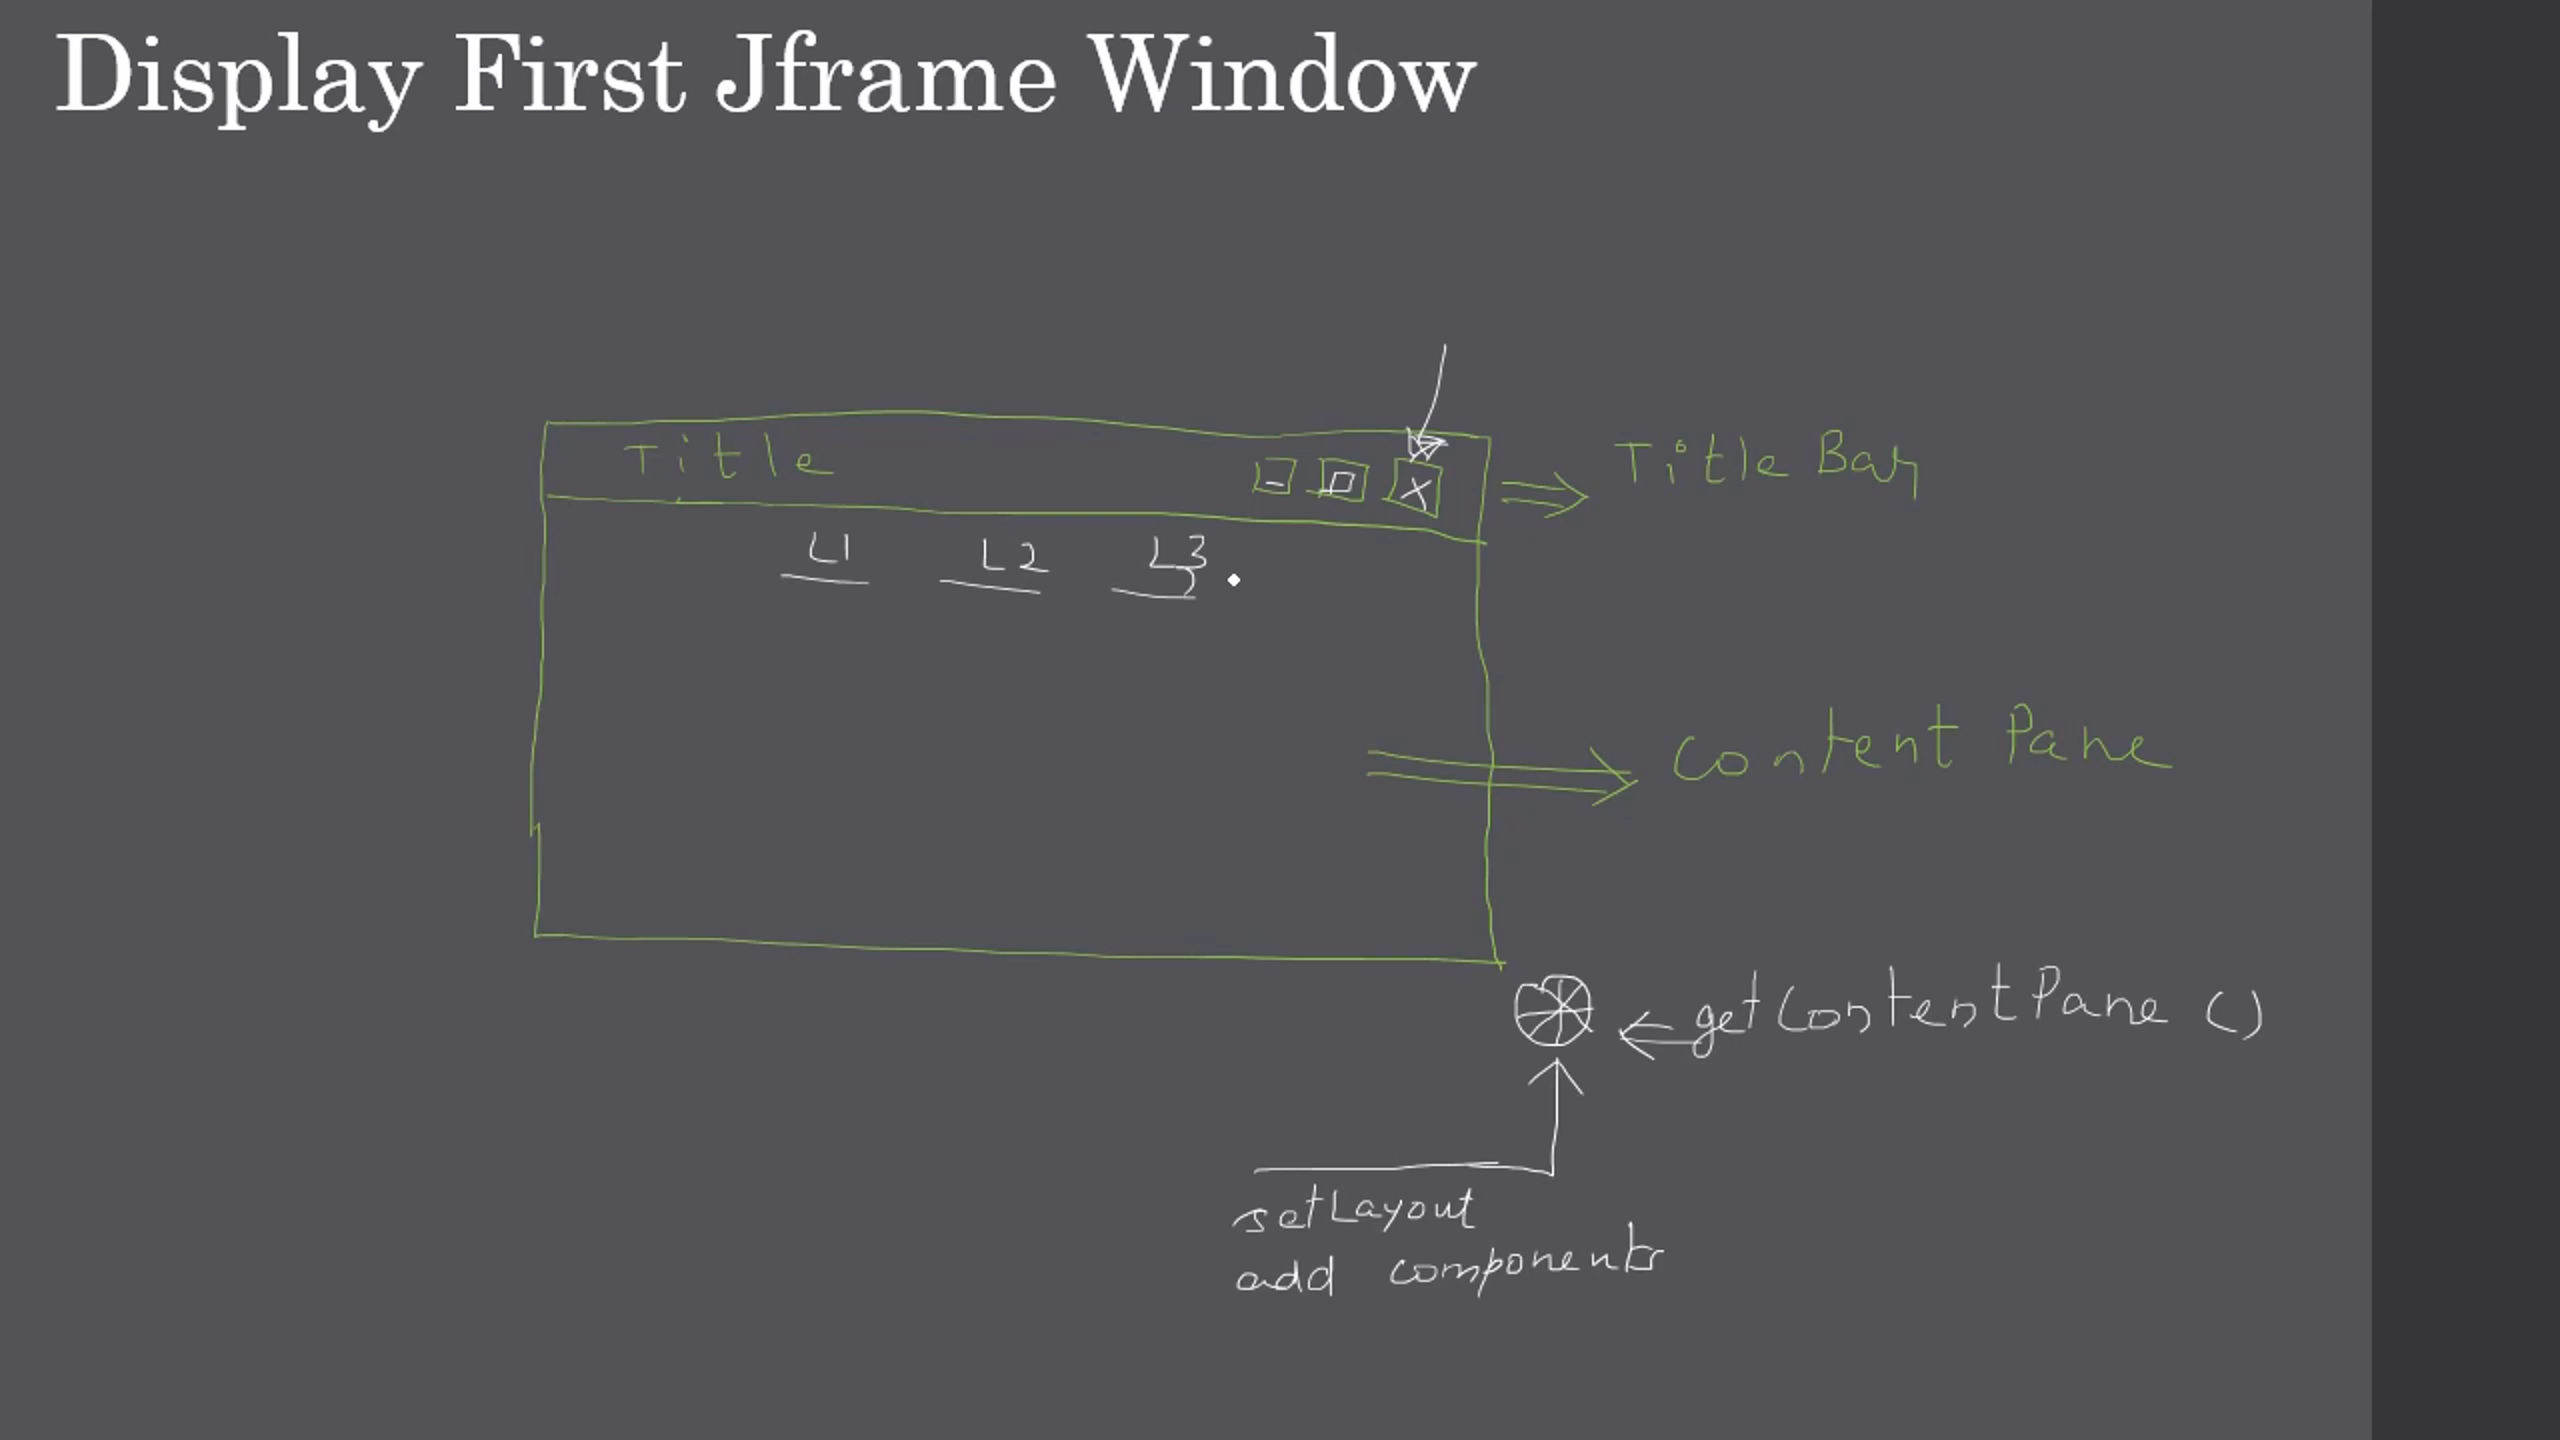 Display First Jframe Window
Title
Title Bar
L1 L2 L3
Content Pane
getContentPane ()
setLayout
add components